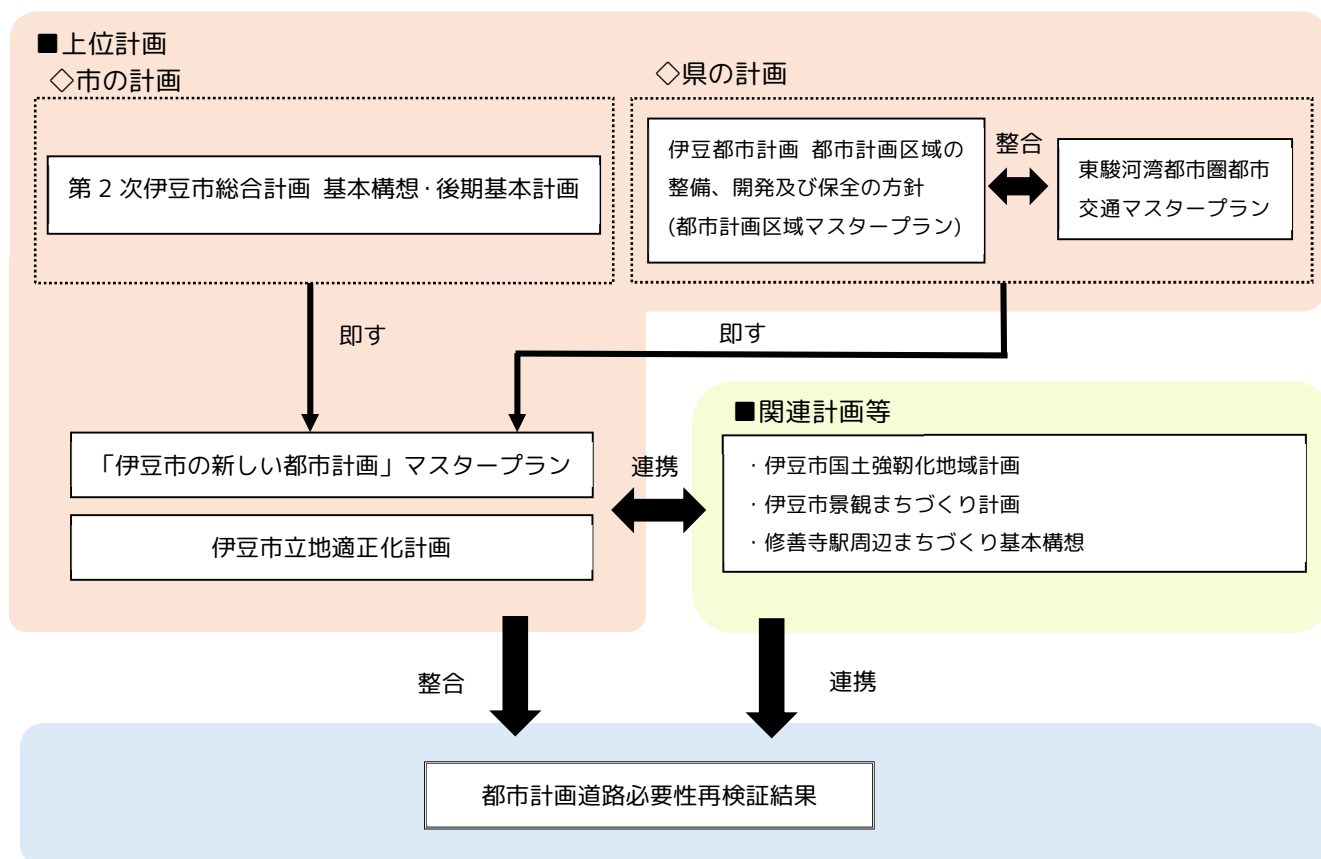 ■上位計画
◇市の計画
第2次伊豆市総合計画 基本構想・後期基本計画
◇県の計画
伊豆都市計画 都市計画区域の
整備、開発及び保全の方針
(都市計画区域マスタープラン)
整合
東駿河湾都市圏都市
交通マスタープラン
即す
即す
「伊豆市の新しい都市計画」マスタープラン
伊豆市立地適正化計画
連携
■関連計画等
・伊豆市国土強靭化地域計画
・伊豆市景観まちづくり計画
・修善寺駅周辺まちづくり基本構想
整合
連携
都市計画道路必要性再検証結果